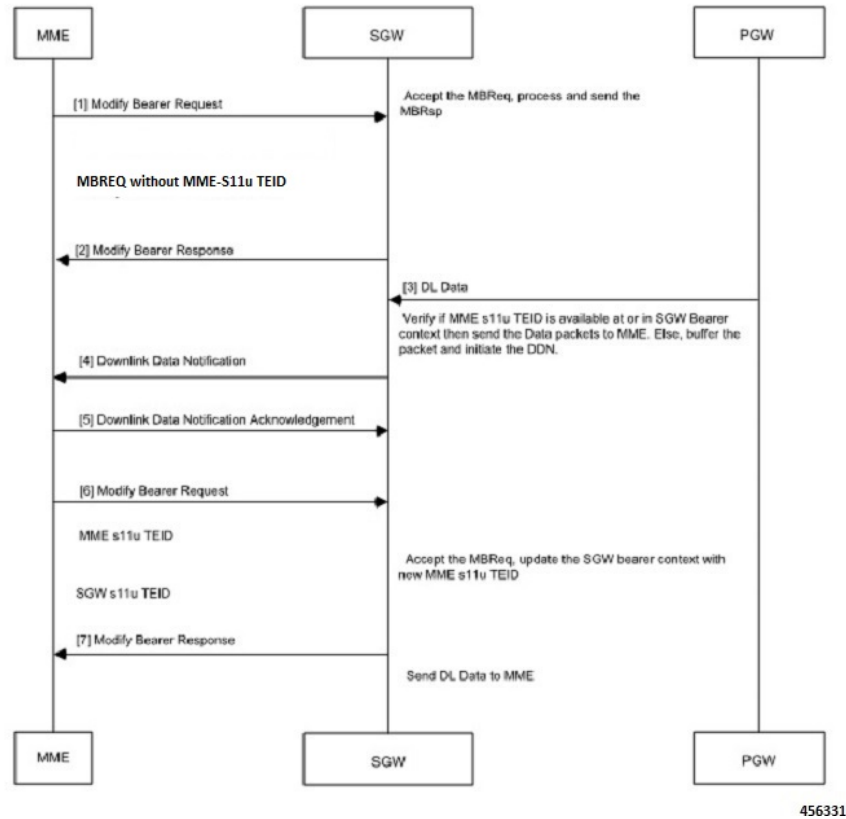 MME
SGW
PGW
[1] Modify Bearer Request
Accept the MBReq, process and send the
MBRsp
MBREQ without MME-S11u TEID
[2] Modify Bearer Response
[3] DL Data
Verify if MME s11u TEID is available at or in SGW Bearer
context then send the Data packets to MME. Else, buffer the
packet and initiate the DDN.
[4] Downlink Data Notification
[5] Downlink Data Notification Acknowledgement
[6] Modify Bearer Request
MME s11u TEID
Accept the MBReq, update the SGW bearer context with
new MME s11u TEID
SGW s11u TEID
[7] Modify Bearer Response
Send DL Data to MME
MME
SGW
PGW
456331